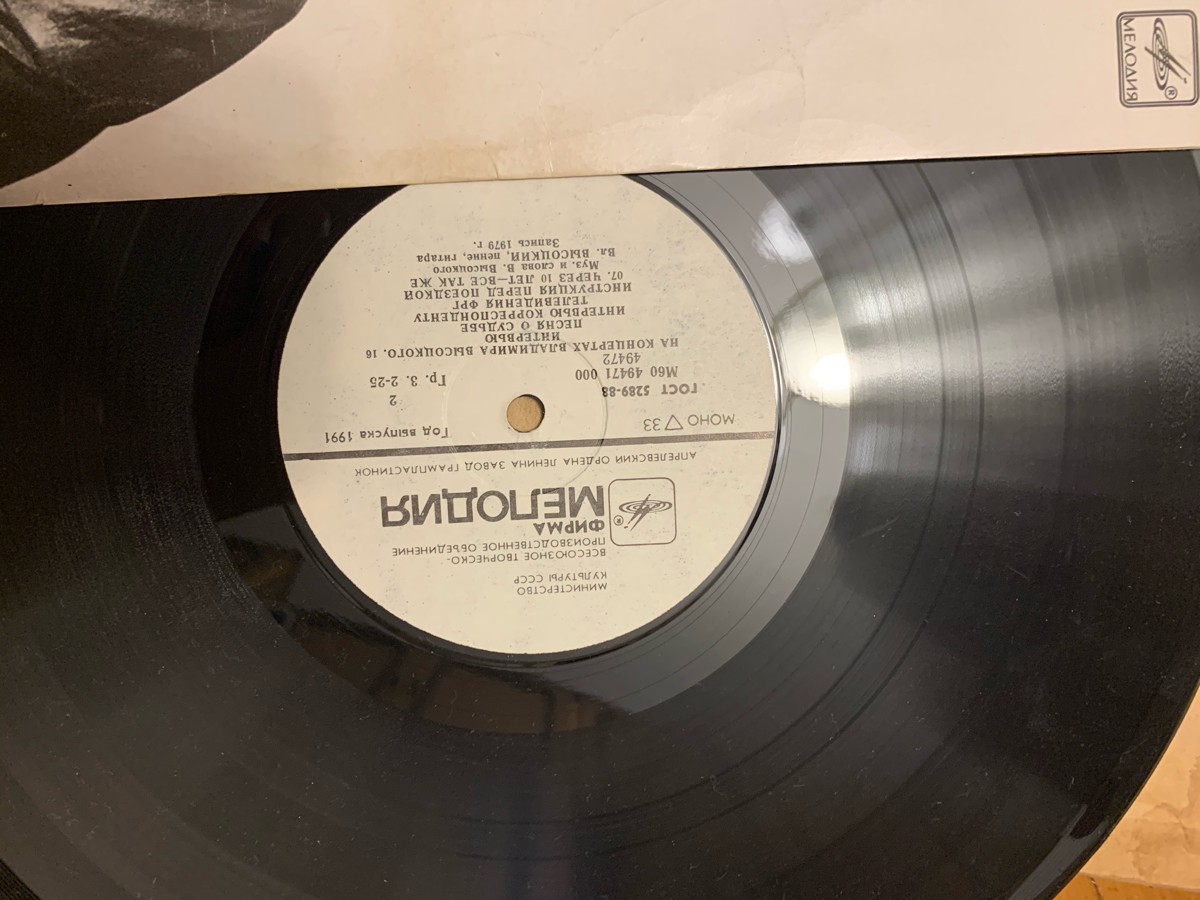 МЕЛОДИЯ
®
МИНИСТЕРСТВО
КУЛЬТУРЫ СССР
ВСЕСОЮЗНОЕ ТВОРЧЕСКО-
ПРОИЗВОДСТВЕННОЕ ОБЪЕДИНЕНИЕ
ФИРМА
® МЕЛОДИЯ
АПРЕЛЕВСКИЙ ОРДЕНА ЛЕНИНА ЗАВОД ГРАМПЛАСТИНОК
МОНО 33 Год выпуска 1991
ГОСТ 5289-88 2
М60 49471 000 Гр. 3. 2-25
49472
НА КОНЦЕРТАХ ВЛАДИМИРА ВЫСОЦКОГО. 16
ИНТЕРВЬЮ
ПЕСНЯ О СУДЬБЕ
ИНТЕРВЬЮ КОРРЕСПОНДЕНТУ
ТЕЛЕВИДЕНИЯ ФРГ
ИНСТРУКЦИЯ ПЕРЕД ПОЕЗДКОЙ
07. ЧЕРЕЗ 10 ЛЕТ—ВСЕ ТАК ЖЕ
Муз. и слова В. Высоцкого
Вл. ВЫСОЦКИЙ, пение, гитара
Запись 1979 г.